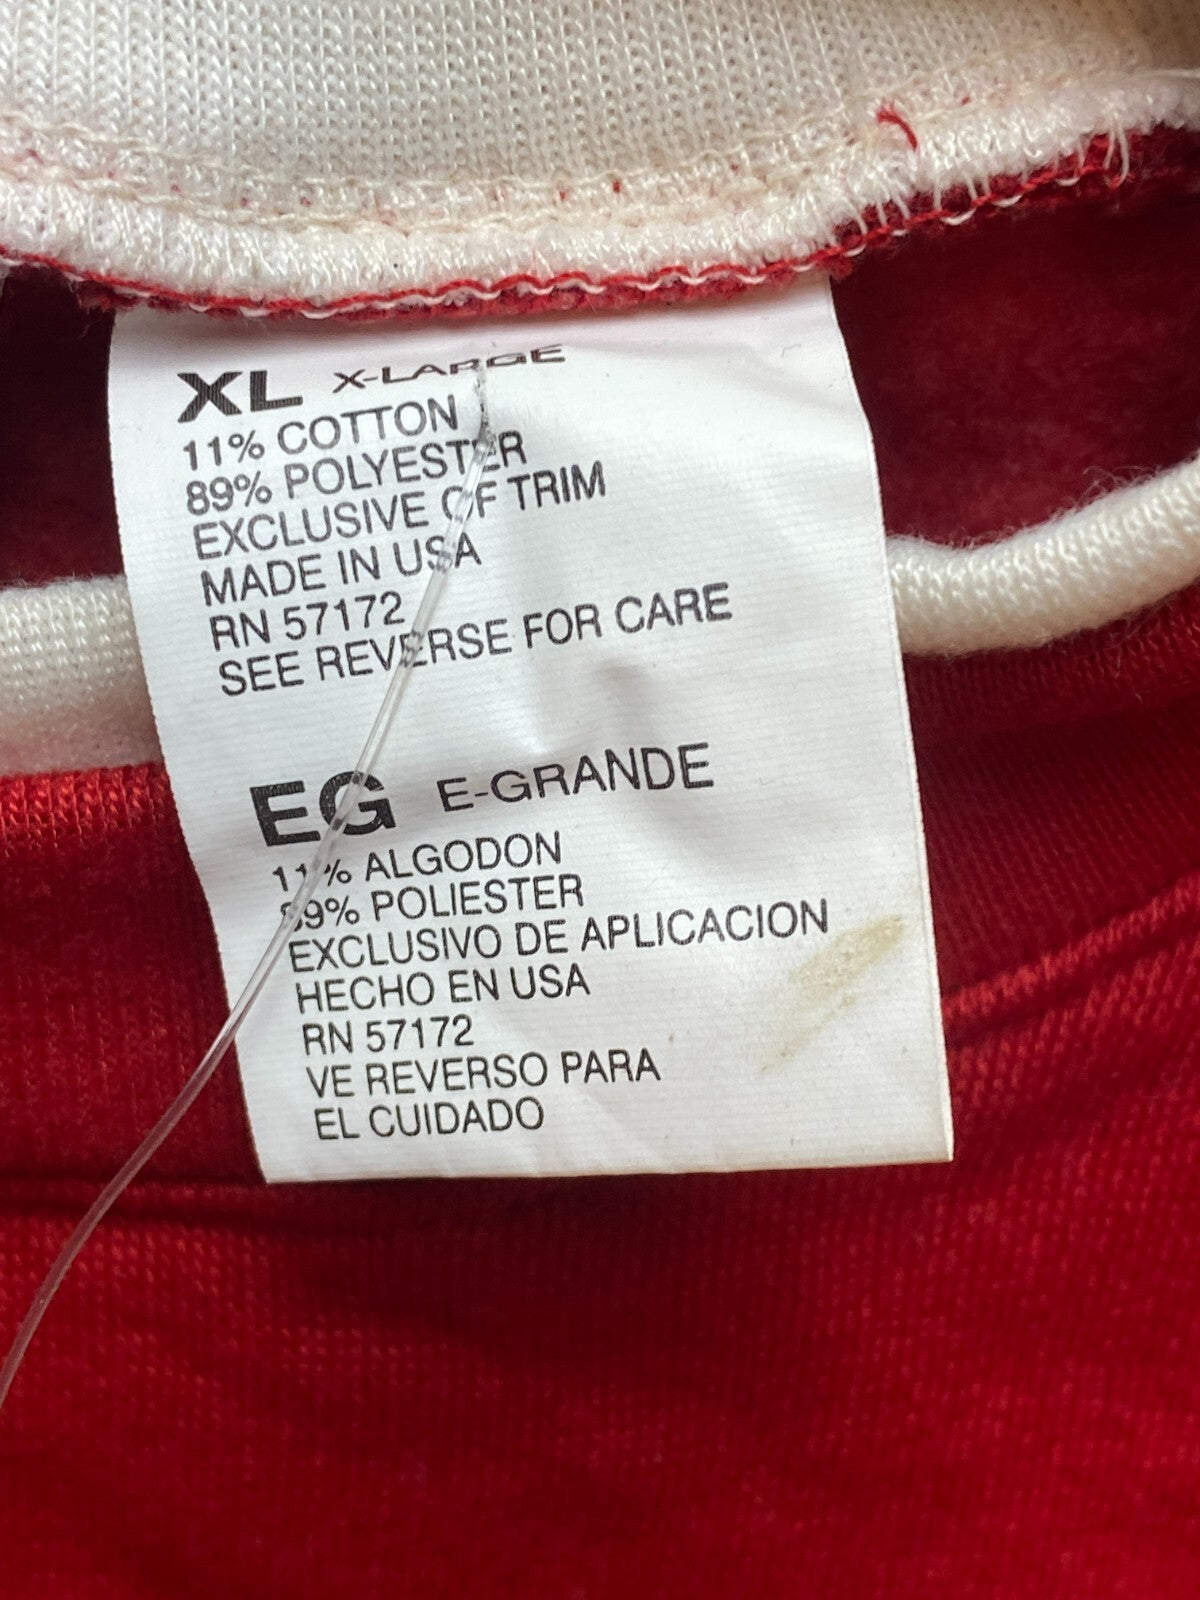 XL X-LARGE
11% COTTON
89% POLYESTER
EXCLUSIVE OF TRIM
MADE IN USA
RN 57172
SEE REVERSE FOR CARE
EG E-GRANDE
11% ALGODON
89% POLIESTER
EXCLUSIVO DE APLICACION
HECHO EN USA
RN 57172
VE REVERSO PARA
EL CUIDADO